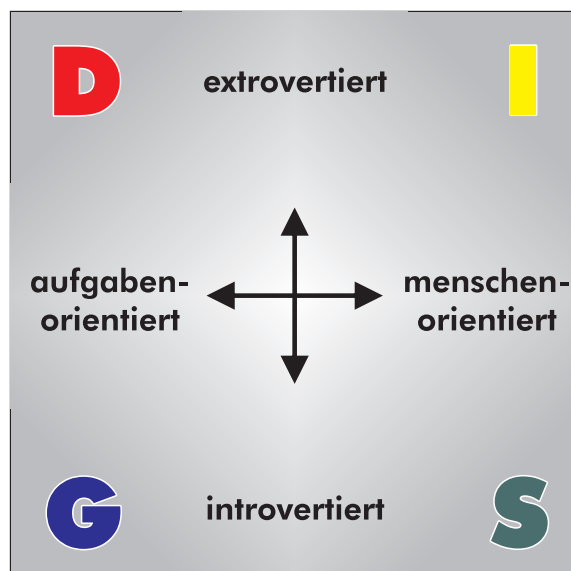 D extrovertiert I
aufgaben- menschen-
orientiert orientiert
G introvertiert S